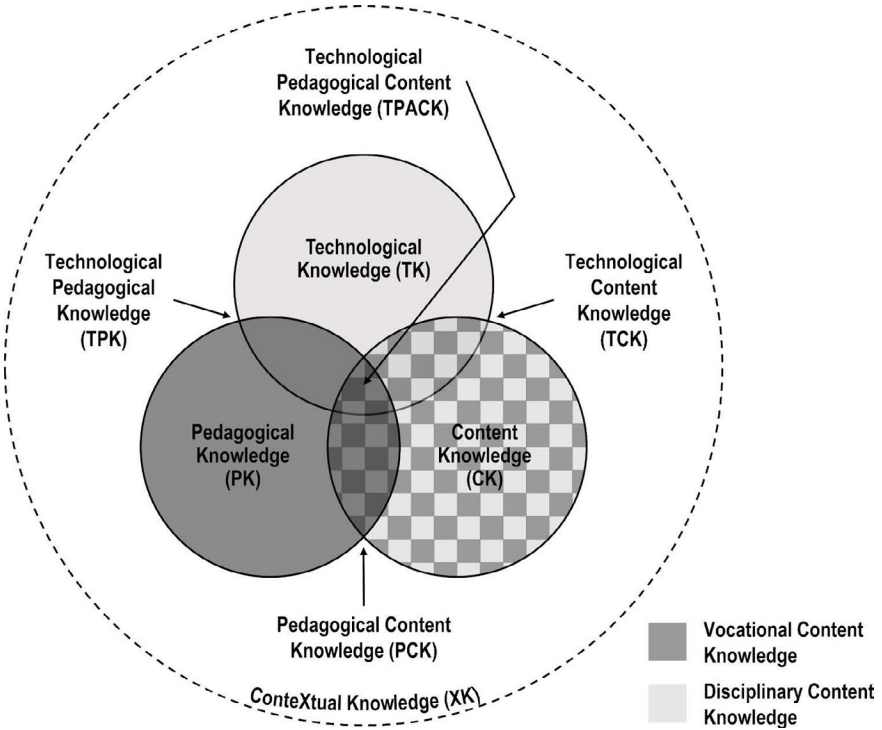 Technological
Pedagogical Content
Knowledge (TPACK)
Technological
Knowledge (TK)
Technological
Pedagogical
Knowledge
(TPK)
Technological
Content
Knowledge
(TCK)
Pedagogical
Knowledge
(PK)
Content
Knowledge
(CK)
Pedagogical Content
Knowledge (PCK)
ConteXtual Knowledge (XK)
Vocational Content
Knowledge
Disciplinary Content
Knowledge